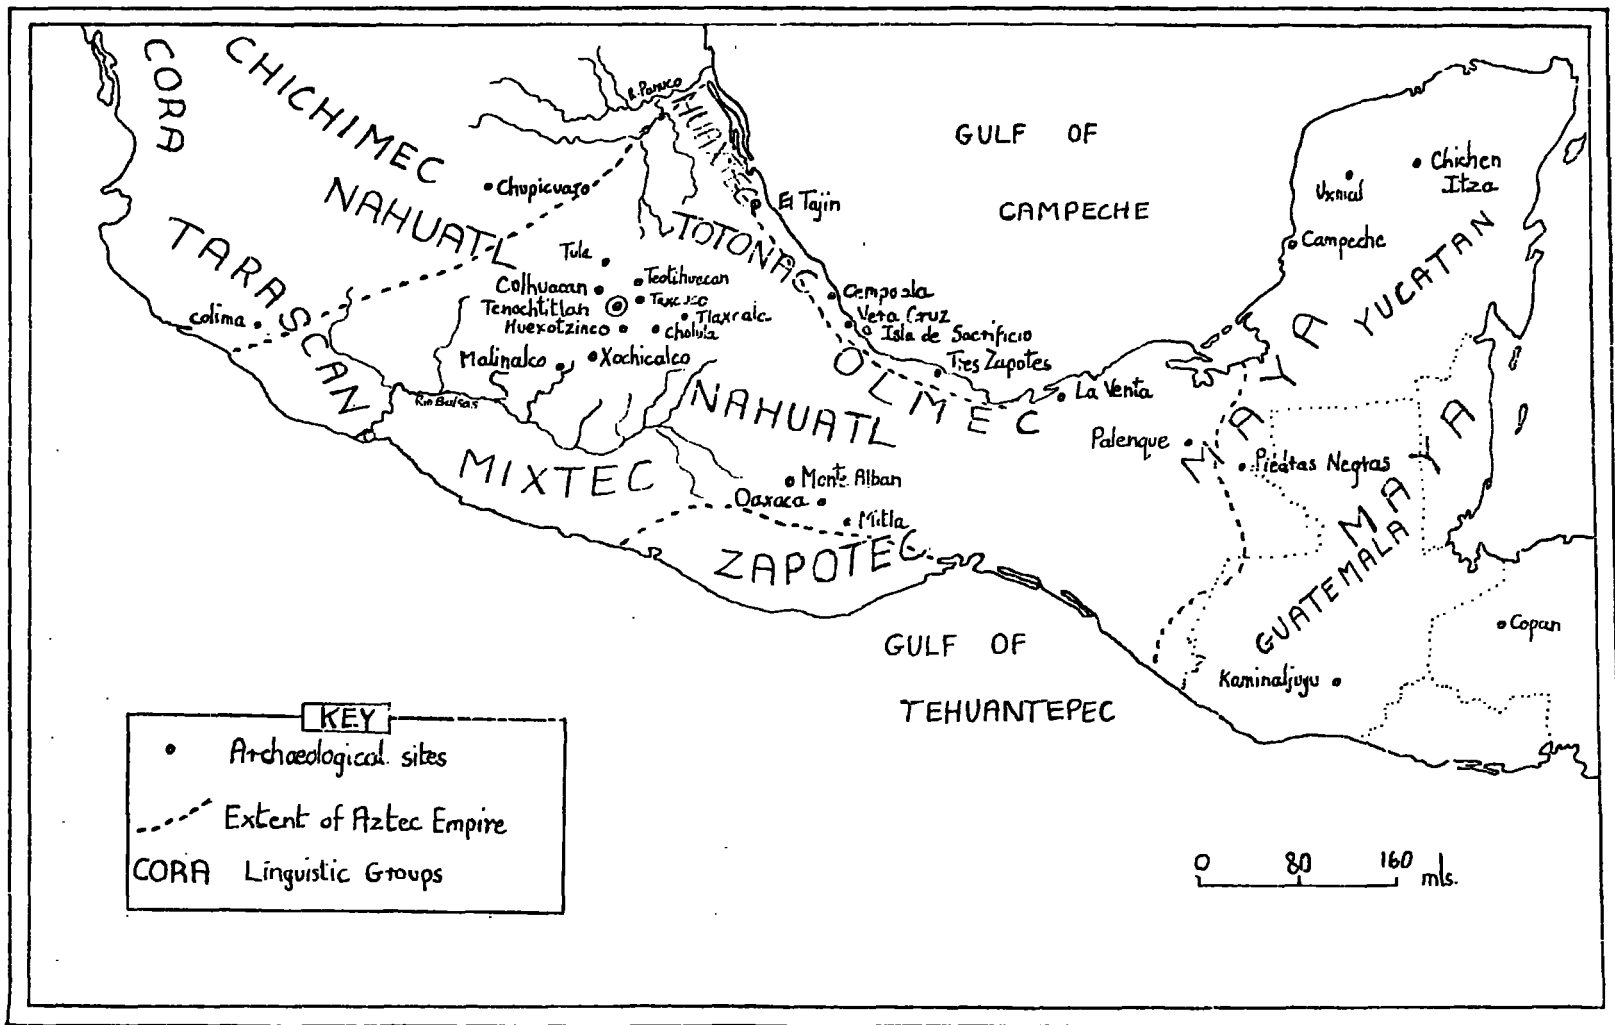 CORA
CHICHIMEC
NAHUATL
TARASCAN
R. Panuco
HUAXTEC
TOTONAC
GULF OF
CAMPECHE
Chupicuaro
El Tajin
Uxmal
Chichen
Itza
Campeche
YUCATAN
MAYA
Tula
Teotihuacan
Colhuacan
Tenochtitlan
Tlaxcala
Huexotzinco
Cholula
Colima
Malinalco
Xochicalco
Rio Balsas
Cempoala
Vera Cruz
Isla de Sacrificio
Tres Zapotes
OLMEC
La Venta
NAHUATL
MIXTEC
Palenque
Piedras Negras
MAYA
GUATEMALA
Monte Alban
Oaxaca
Mitla
ZAPOTEC
GULF OF
TEHUANTEPEC
Copan
Kaminaljuyu
KEY
Archaeological sites
Extent of Aztec Empire
CORA Linguistic Groups
0 80 160 mls.